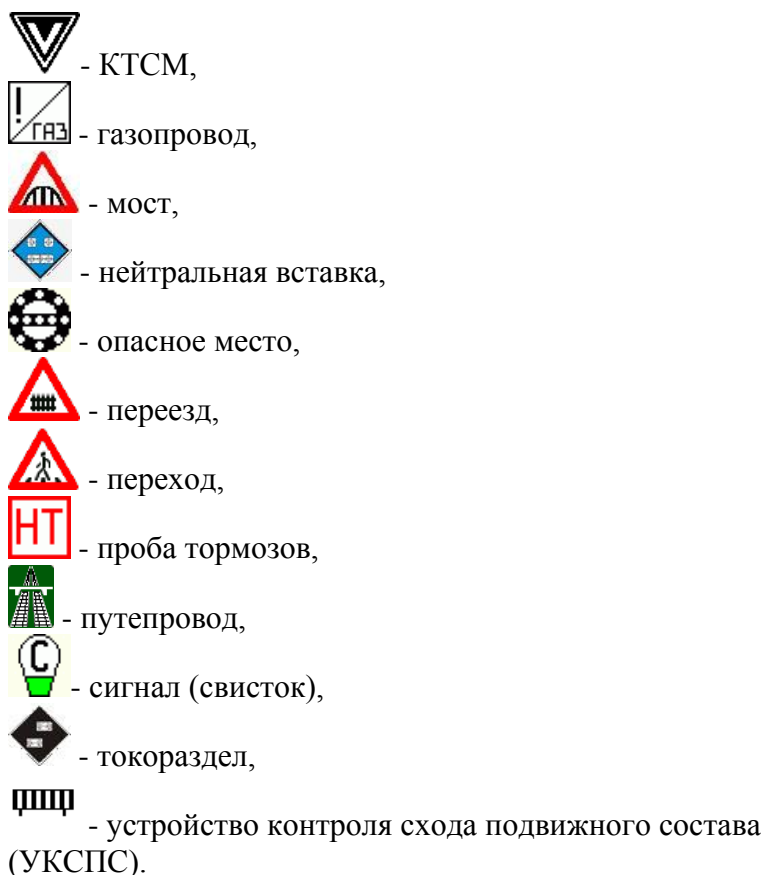 V - КТСМ,
! ГАЗ - газопровод,
- мост,
- нейтральная вставка,
- опасное место,
- переезд,
- переход,
НТ - проба тормозов,
- путепровод,
С - сигнал (свисток),
- токораздел,
- устройство контроля схода подвижного состава
(УКСПС).